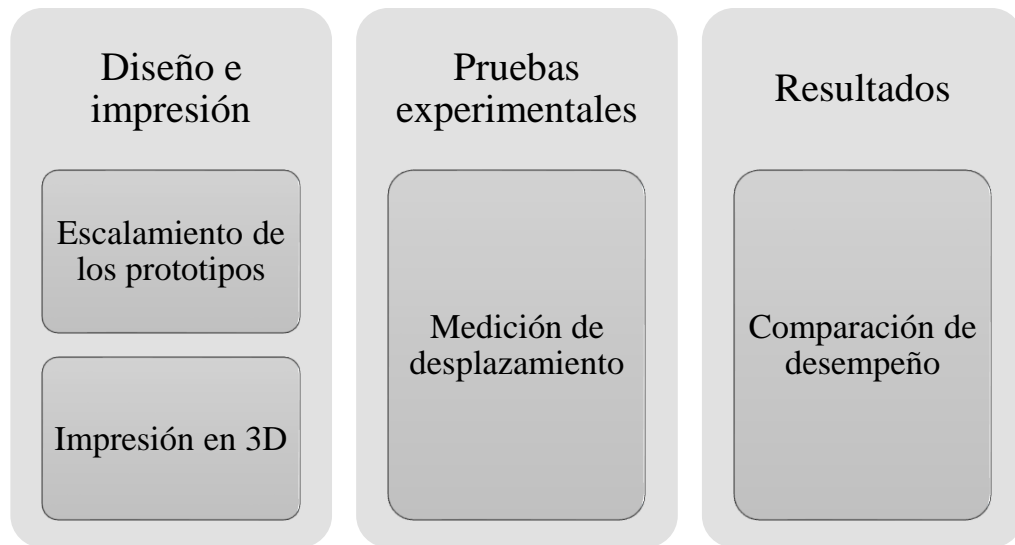 Diseño e
impresión
Escalamiento de
los prototipos
Impresión en 3D
Pruebas
experimentales
Medición de
desplazamiento
Resultados
Comparación de
desempeño